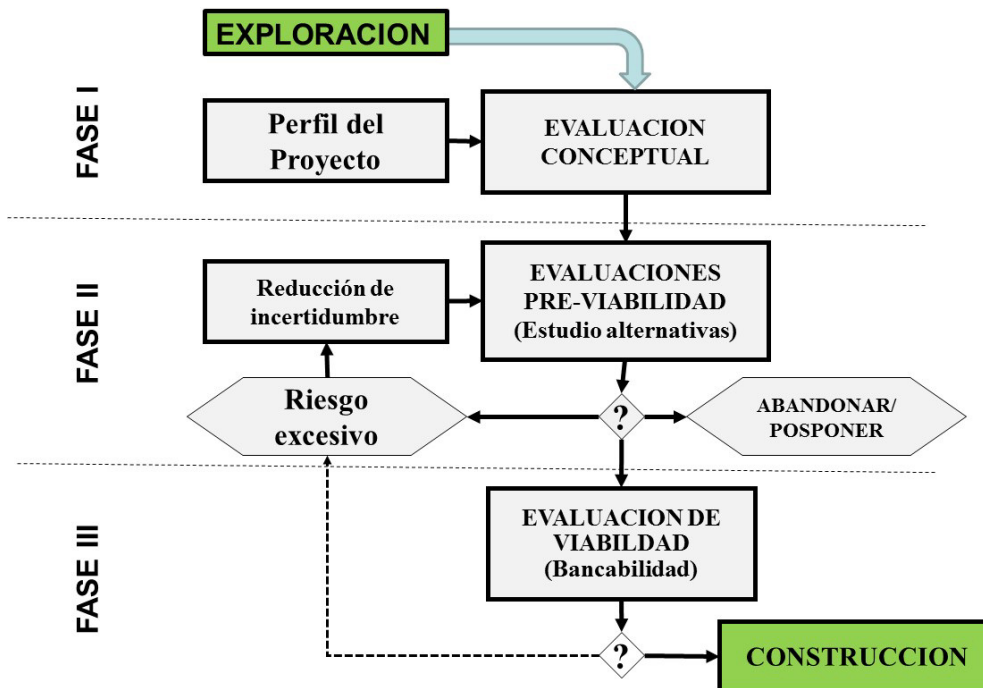 EXPLORACION
FASE I
Perfil del
Proyecto
EVALUACION
CONCEPTUAL
FASE II
Reducción de
incertidumbre
EVALUACIONES
PRE-VIABILIDAD
(Estudio alternativas)
Riesgo
excesivo
?
ABANDONAR/
POSPONER
FASE III
EVALUACION DE
VIABILDAD
(Bancabilidad)
?
CONSTRUCCION